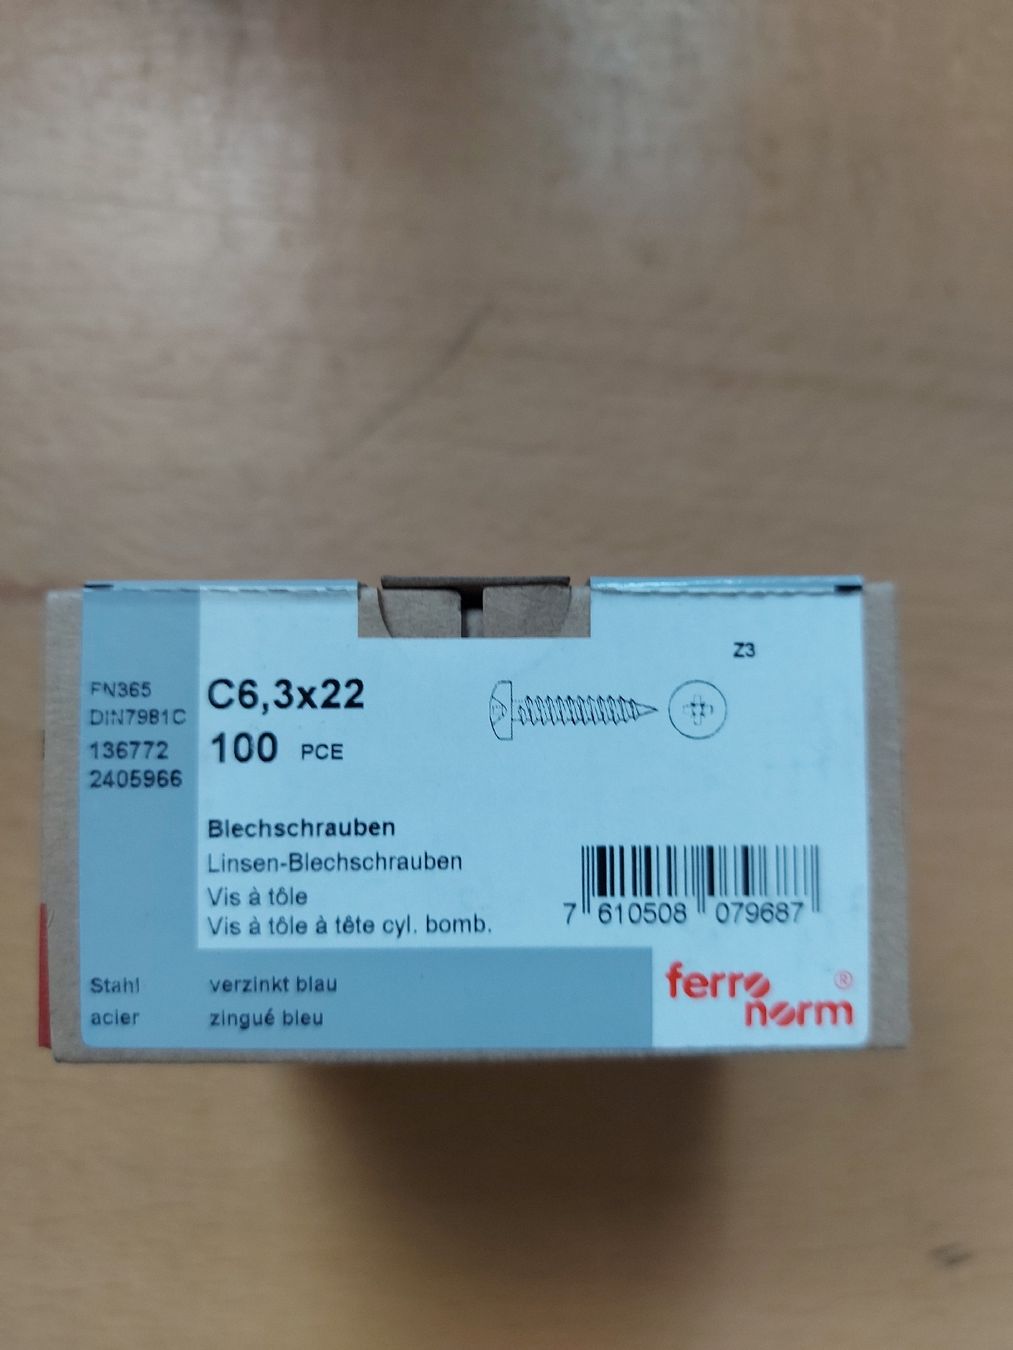 Z3
FN365
DIN7981C
136772
2405966
C6,3x22
100 PCE
Blechschrauben
Linsen-Blechschrauben
Vis à tôle
Vis à tôle à tête cyl. bomb.
7 610508 079687
Stahl verzinkt blau
acier zingué bleu
ferro
norm ®